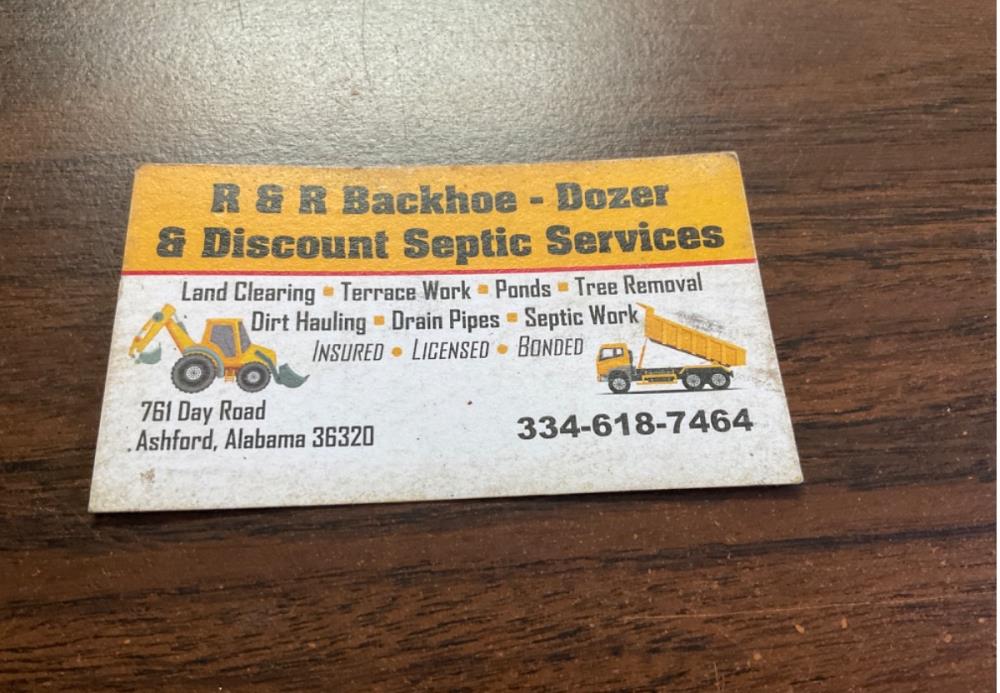 R & R Backhoe - Dozer
& Discount Septic Services
Land Clearing ▪ Terrace Work ▪ Ponds ▪ Tree Removal
Dirt Hauling ▪ Drain Pipes ▪ Septic Work
INSURED • LICENSED • BONDED
761 Day Road
Ashford, Alabama 36320
334-618-7464